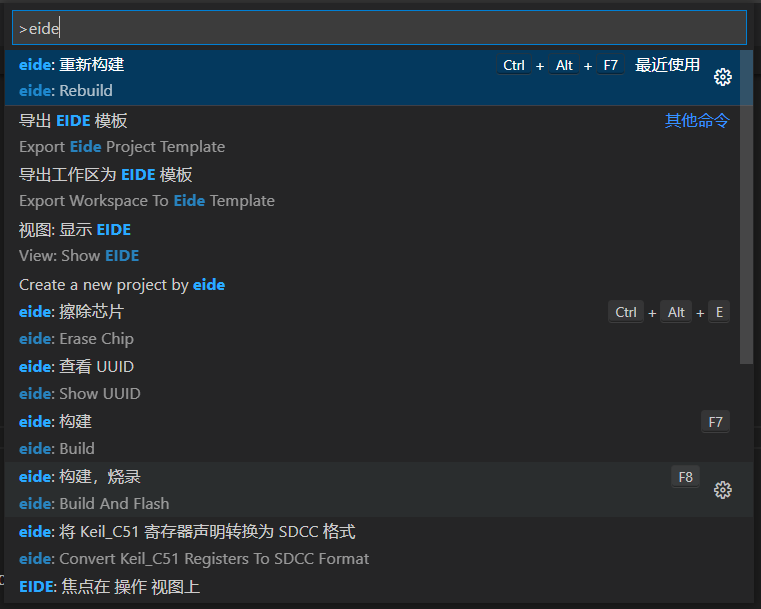 >eide
eide: 重新构建 Ctrl + Alt + F7 最近使用
eide: Rebuild
导出 EIDE 模板 其他命令
Export Eide Project Template
导出工作区为 EIDE 模板
Export Workspace To Eide Template
视图: 显示 EIDE
View: Show EIDE
Create a new project by eide
eide: 擦除芯片 Ctrl + Alt + E
eide: Erase Chip
eide: 查看 UUID
eide: Show UUID
eide: 构建 F7
eide: Build
eide: 构建，烧录 F8
eide: Build And Flash
eide: 将 Keil_C51 寄存器声明转换为 SDCC 格式
eide: Convert Keil_C51 Registers To SDCC Format
EIDE: 焦点在 操作 视图上